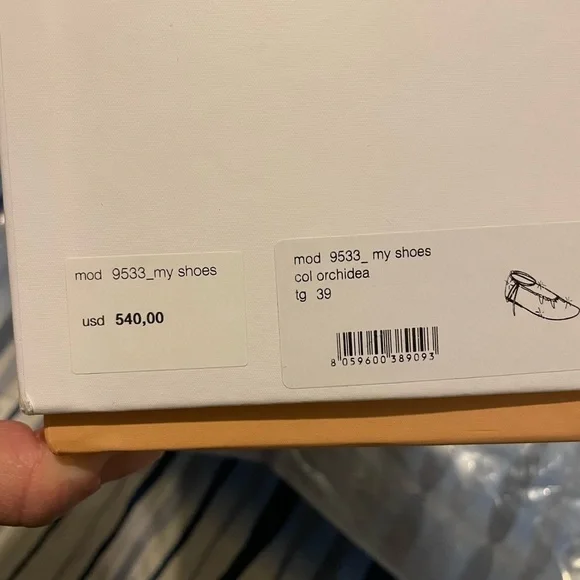 mod 9533_my shoes
usd 540,00
mod 9533_ my shoes
col orchidea
tg 39
8 059600 389093